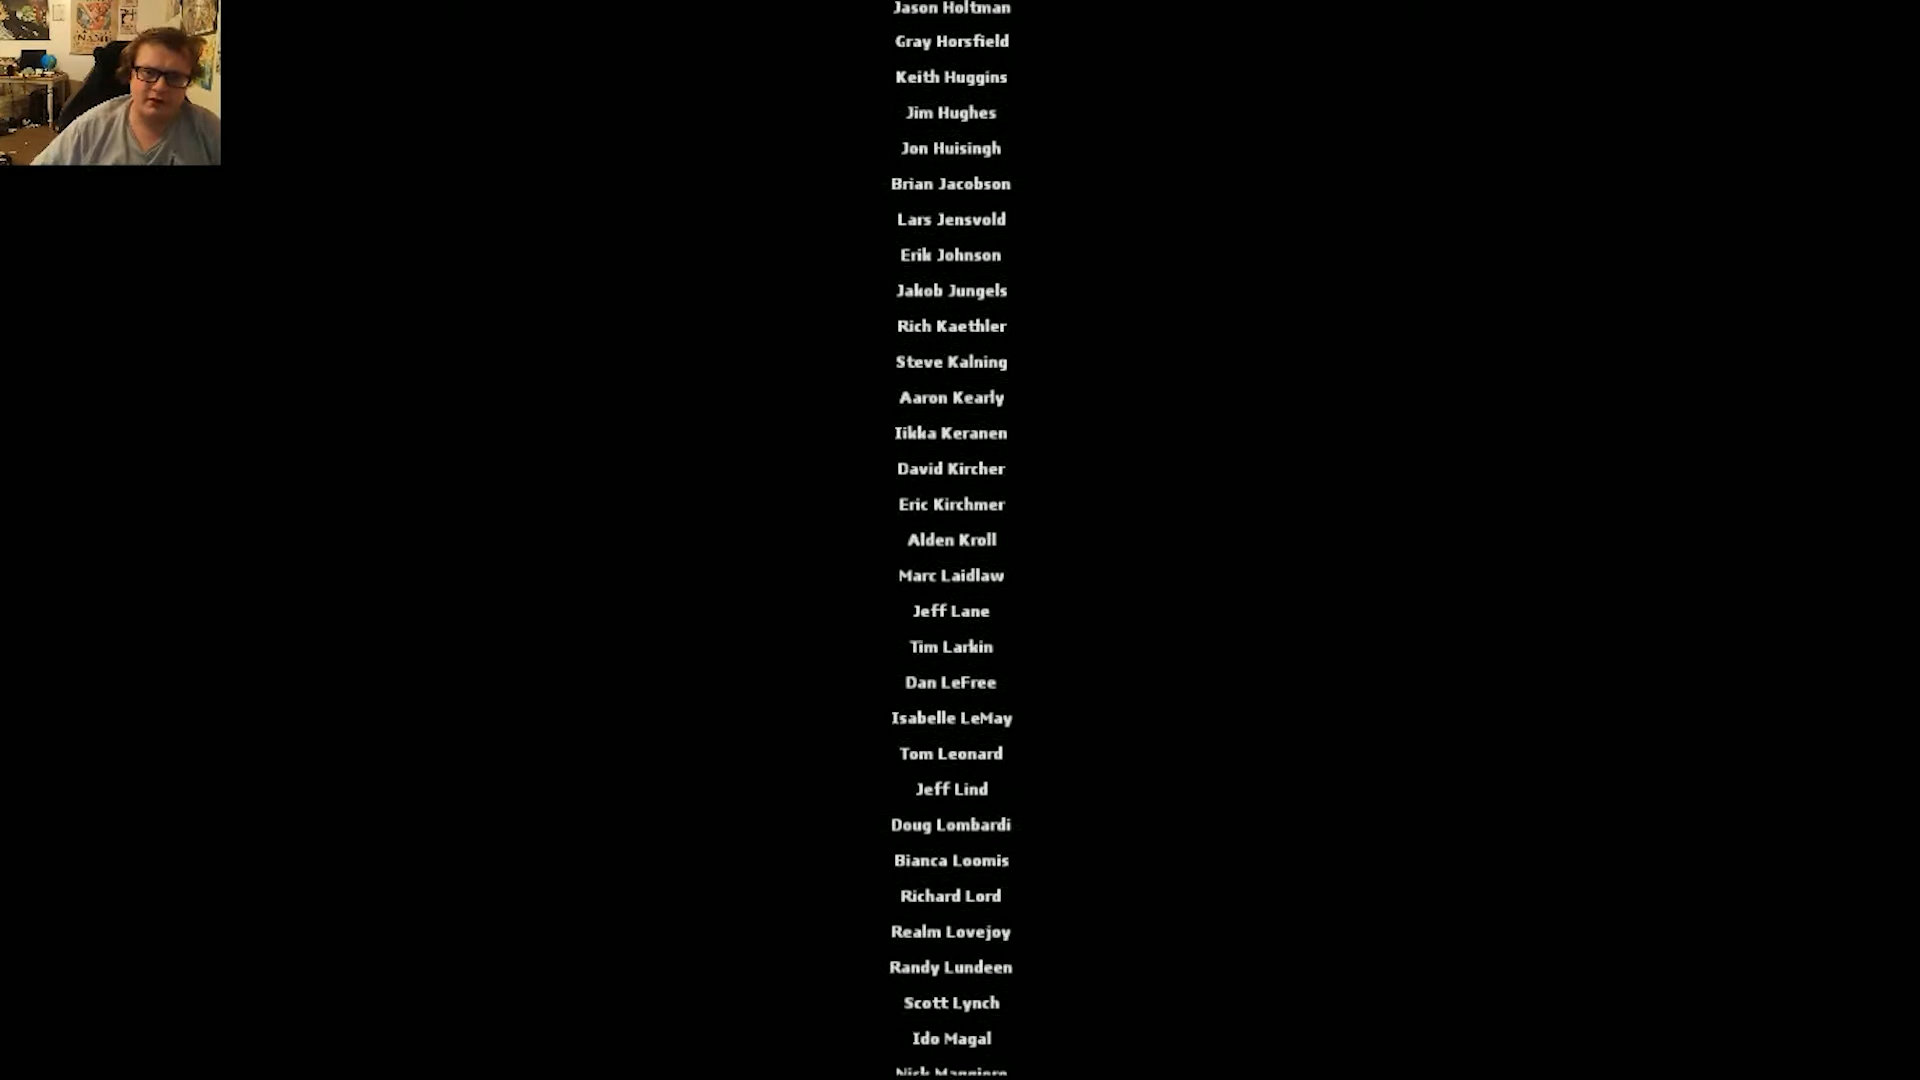 Jason Holtman
Gray Horsfield
Keith Huggins
Jim Hughes
Jon Huisingh
Brian Jacobson
Lars Jensvold
Erik Johnson
Jakob Jungels
Rich Kaethler
Steve Kalning
Aaron Kearly
Iikka Keranen
David Kircher
Eric Kirchmer
Alden Kroll
Marc Laidlaw
Jeff Lane
Tim Larkin
Dan LeFree
Isabelle LeMay
Tom Leonard
Jeff Lind
Doug Lombardi
Bianca Loomis
Richard Lord
Realm Lovejoy
Randy Lundeen
Scott Lynch
Ido Magal
Nick Maggiore